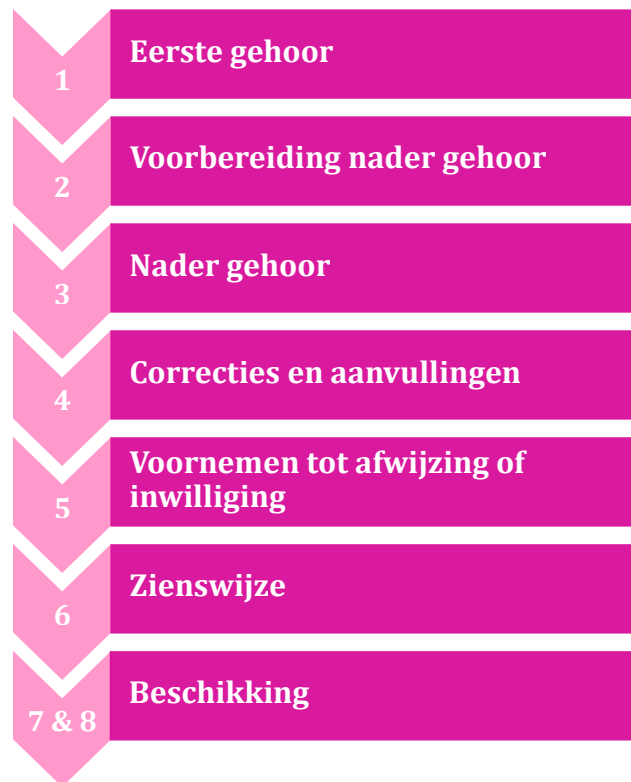 1
Eerste gehoor
2
Voorbereiding nader gehoor
3
Nader gehoor
4
Correcties en aanvullingen
5
Voornemen tot afwijzing of
inwilliging
6
Zienswijze
7 & 8
Beschikking